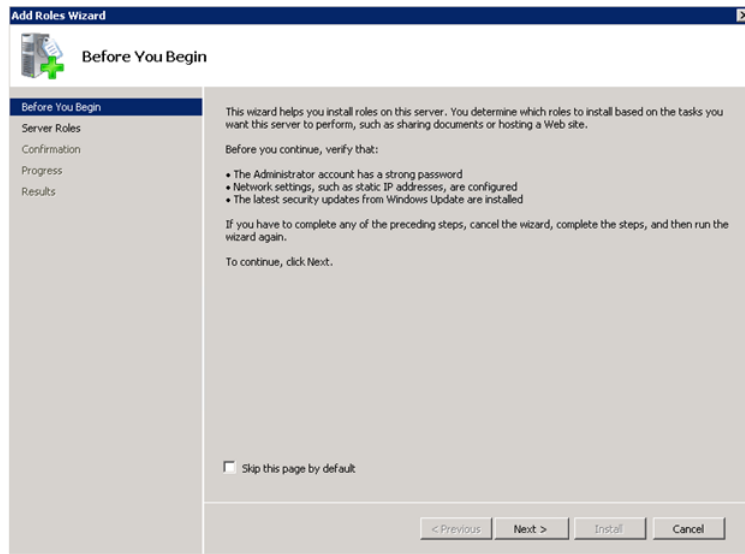 Add Roles Wizard
Before You Begin
Before You Begin
Server Roles
Confirmation
Progress
Results
This wizard helps you install roles on this server. You determine which roles to install based on the tasks you
want this server to perform, such as sharing documents or hosting a Web site.
Before you continue, verify that:
• The Administrator account has a strong password
• Network settings, such as static IP addresses, are configured
• The latest security updates from Windows Update are installed
If you have to complete any of the preceding steps, cancel the wizard, complete the steps, and then run the
wizard again.
To continue, click Next.
Skip this page by default
< Previous Next > Install Cancel